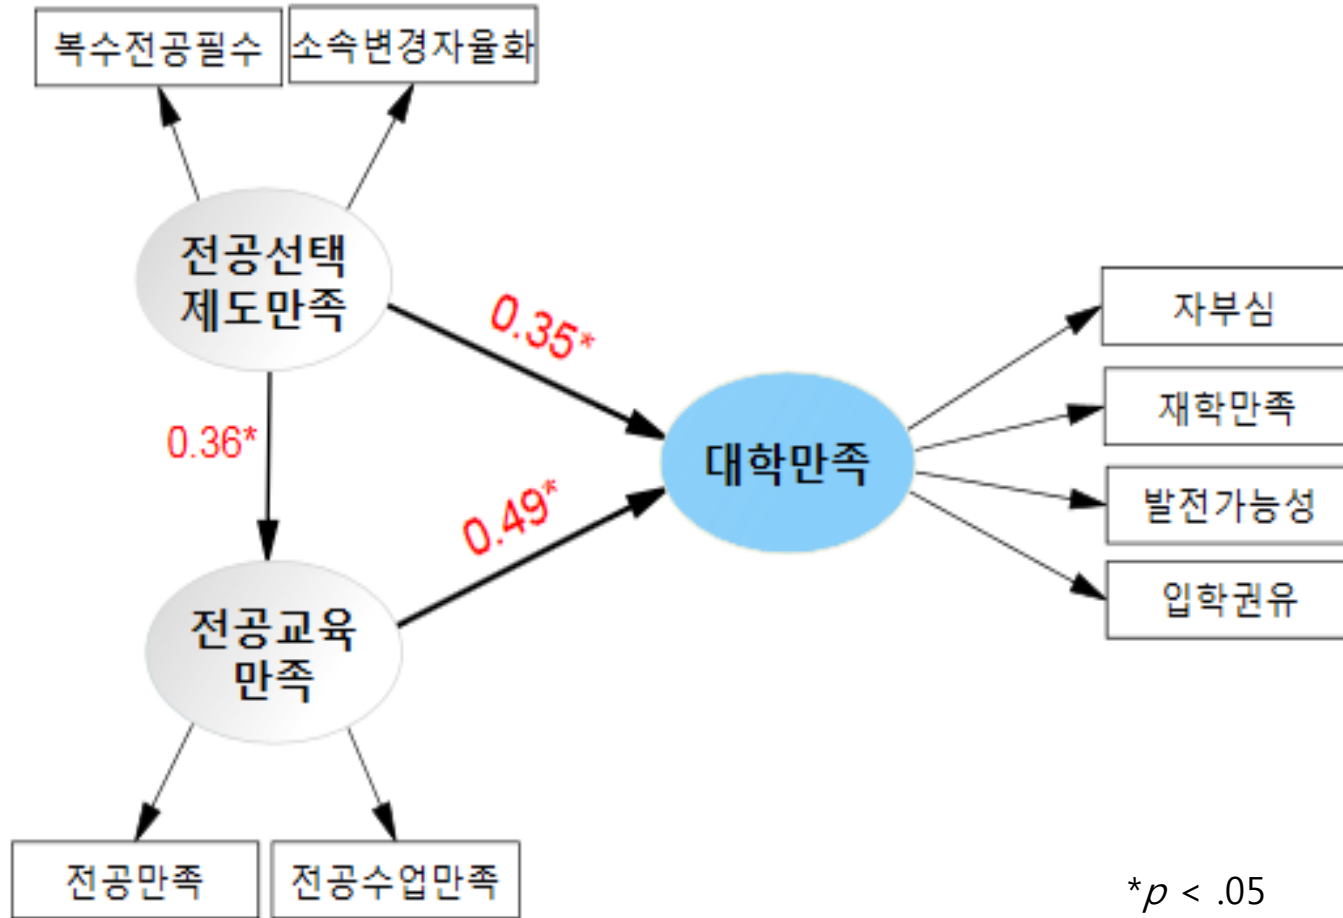 복수전공필수
소속변경자율화
전공선택
제도만족
0.35*
자부심
재학만족
0.36*
대학만족
발전가능성
0.49*
입학권유
전공교육
만족
전공만족
전공수업만족
*p < .05